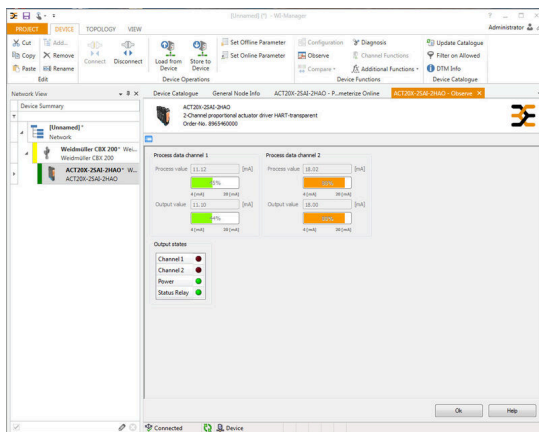 [Unnamed] (*) - WI-Manager
PROJECT DEVICE TOPOLOGY VIEW Administrator
Cut Add...
Copy Remove
Paste Rename
Connect Disconnect
Load from Device
Store to Device
Set Offline Parameter
Set Online Parameter
Configuration Diagnosis
Observe Channel Functions
Compare Additional Functions
Update Catalogue
Filter on Allowed
DTM Info
Edit Device Operations Device Functions Device Catalogue
Network View
Device Summary
[Unnamed]*
Network
Weidmüller CBX 200* Wei...
Weidmüller CBX 200
ACT20X-2SAI-2HAO* W...
ACT20X-2SAI-2HAO
Device Catalogue General Node Info ACT20X-2SAI-2HAO - P...meterize Online ACT20X-2SAI-2HAO - Observe
ACT20X-2SAI-2HAO
2-Channel proportional actuator driver HART-transparent
Order-No. 8965460000
Process data channel 1
Process value 11.12 [mA]
4 [mA] 20 [mA]
Output value 11.10 [mA]
44%
4 [mA] 20 [mA]
Process data channel 2
Process value 18.02 [mA]
4 [mA] 20 [mA]
Output value 18.00 [mA]
4 [mA] 20 [mA]
Output states
Channel 1
Channel 2
Power
Status Relay
Ok Help
Connected Device